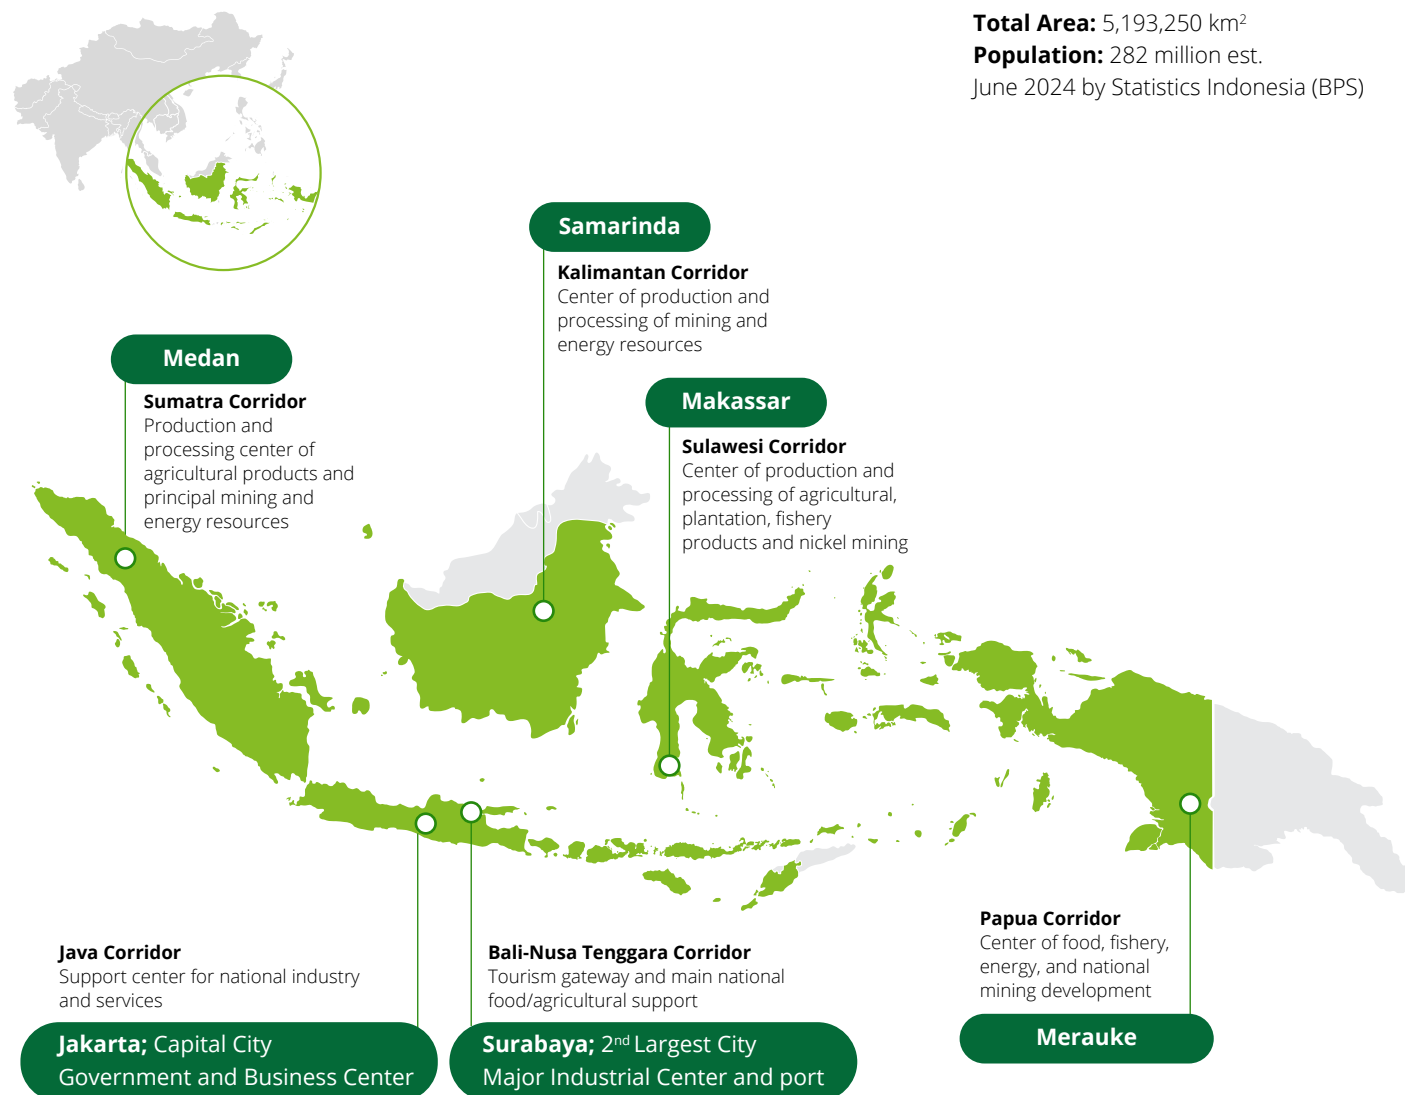 Total Area: 5,193,250 km²
Population: 282 million est.
June 2024 by Statistics Indonesia (BPS)
Samarinda
Kalimantan Corridor
Center of production and
processing of mining and
energy resources
Medan
Sumatra Corridor
Production and
processing center of
agricultural products and
principal mining and
energy resources
Makassar
Sulawesi Corridor
Center of production and
processing of agricultural,
plantation, fishery
products and nickel mining
Java Corridor
Support center for national industry
and services
Jakarta; Capital City
Government and Business Center
Bali-Nusa Tenggara Corridor
Tourism gateway and main national
food/agricultural support
Surabaya; 2nd Largest City
Major Industrial Center and port
Papua Corridor
Center of food, fishery,
energy, and national
mining development
Merauke